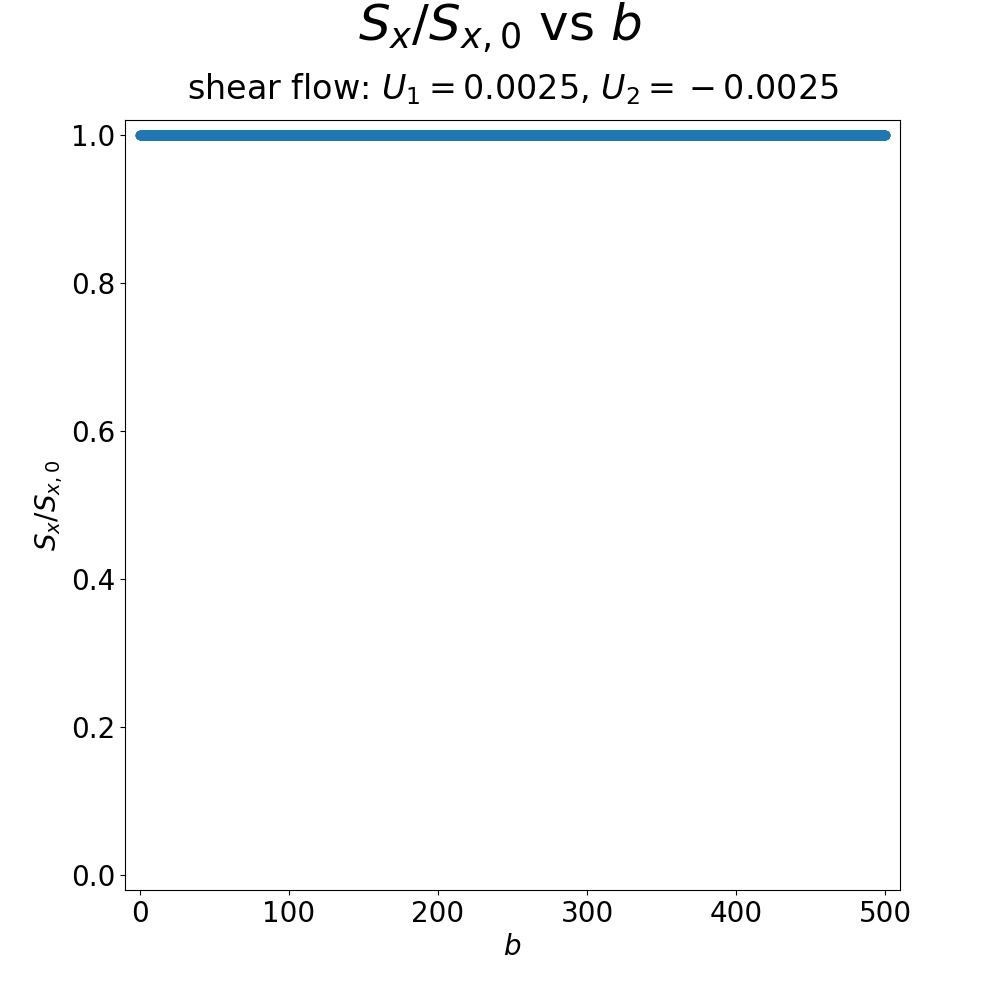 $S_x/S_{x,0}$ vs $b$
shear flow: $U_1 = 0.0025$, $U_2 = -0.0025$
1.0
0.8
0.6
0.4
0.2
0.0
$S_x/S_{x,0}$
0 100 200 300 400 500
$b$